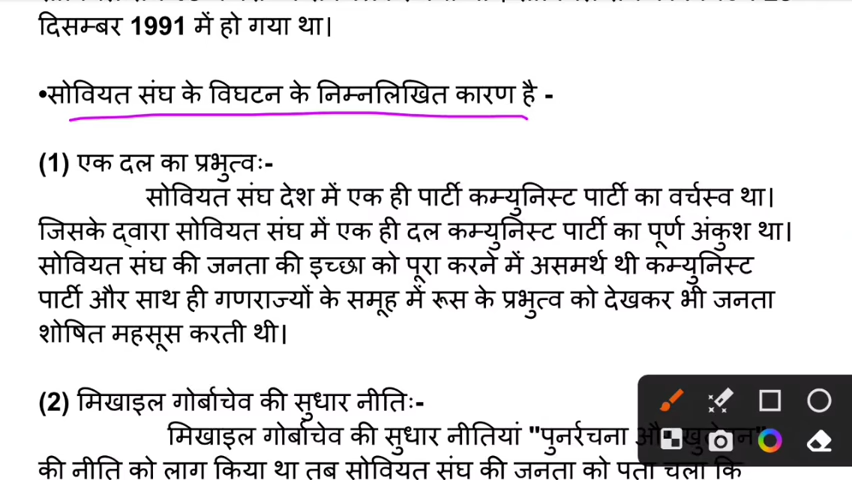 दिसम्बर 1991 में हो गया था।
•सोवियत संघ के विघटन के निम्नलिखित कारण है -
(1) एक दल का प्रभुत्वः-
सोवियत संघ देश में एक ही पार्टी कम्युनिस्ट पार्टी का वर्चस्व था।
जिसके द्वारा सोवियत संघ में एक ही दल कम्युनिस्ट पार्टी का पूर्ण अंकुश था।
सोवियत संघ की जनता की इच्छा को पूरा करने में असमर्थ थी कम्युनिस्ट
पार्टी और साथ ही गणराज्यों के समूह में रूस के प्रभुत्व को देखकर भी जनता
शोषित महसूस करती थी।
(2) मिखाइल गोर्बाचेव की सुधार नीतिः-
मिखाइल गोर्बाचेव की सुधार नीतियां "पुनर्रचना
की नीति को लागू किया था तब सोवियत संघ की जनता को पता चला कि